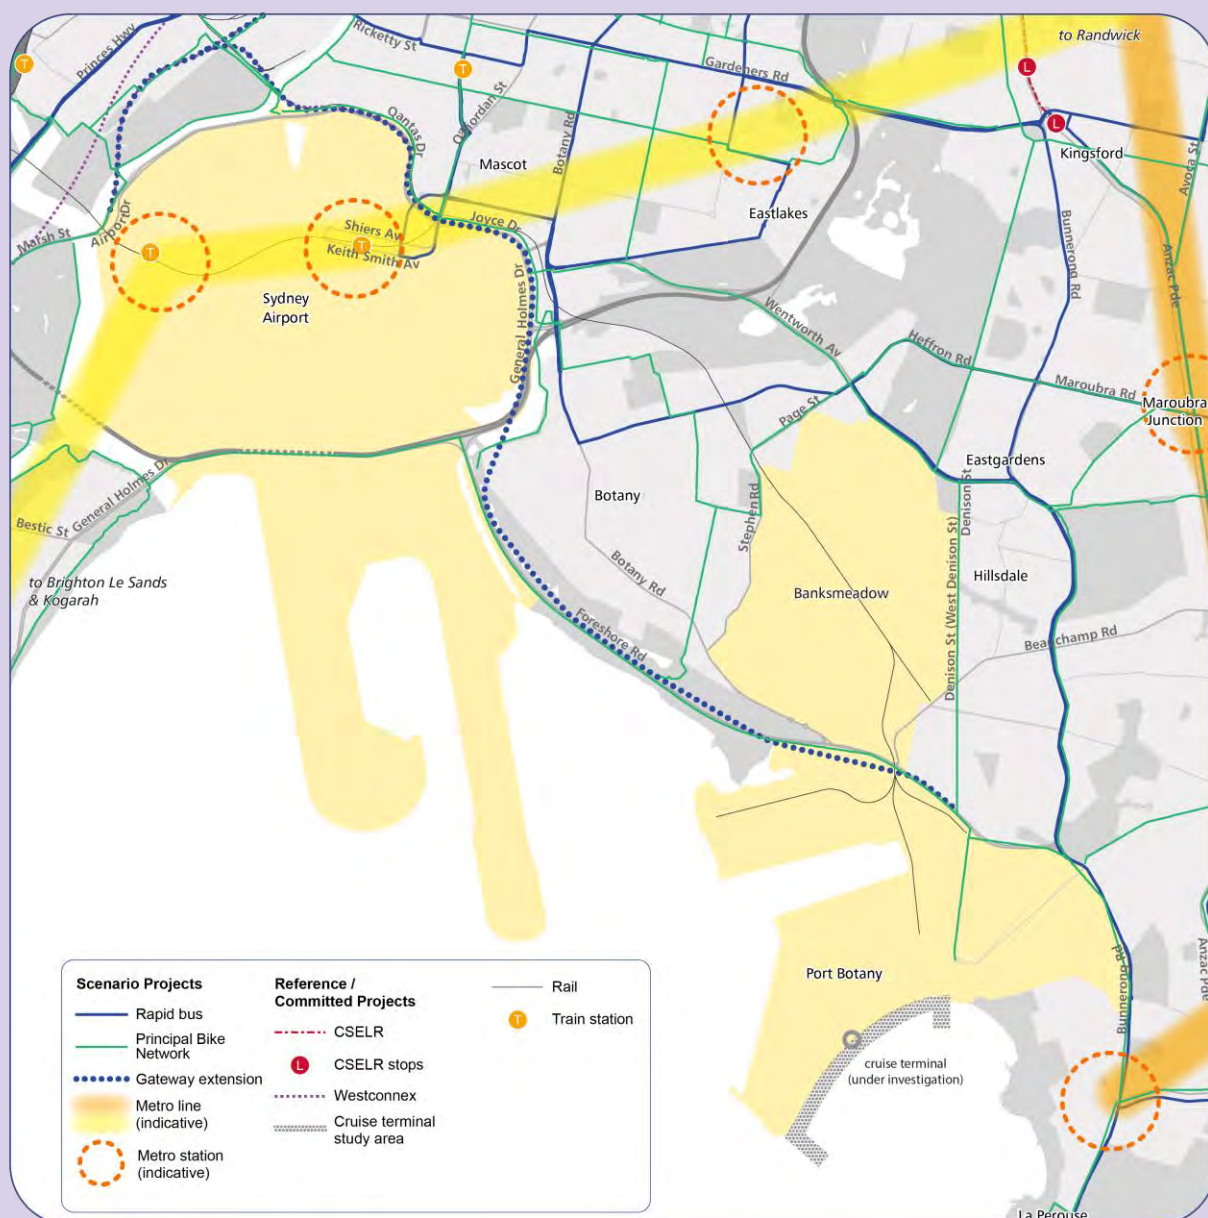 to Randwick
Princes Hwy
Ricketty St
T
T
L
Gardeners Rd
L
Qantas Dr
O'Riordan St
Botany Rd
Mascot
Kingsford
Avoca St
Airport Dr
Marsh St
T
Shiers Av
T
Keith Smith Av
Joyce Dr
Eastlakes
Bunnerong Rd
Anzac Pde
Sydney
Airport
General Holmes Dr
Wentworth Av
Heffron Rd
Maroubra Rd
Maroubra
Junction
Page St
Eastgardens
Bestic St
General Holmes Dr
Botany
Stephen Rd
Denison St
Denison St (West Denison St)
to Brighton Le Sands
& Kogarah
Botany Rd
Banksmeadow
Hillsdale
Foreshore Rd
Beauchamp Rd
Port Botany
Bunnerong Rd
Anzac Pde
cruise terminal
(under investigation)
La Perouse
Scenario Projects
Rapid bus
Principal Bike
Network
Gateway extension
Metro line
(indicative)
Metro station
(indicative)
Reference /
Committed Projects
CSELR
L
CSELR stops
Westconnex
Cruise terminal
study area
Rail
T
Train station